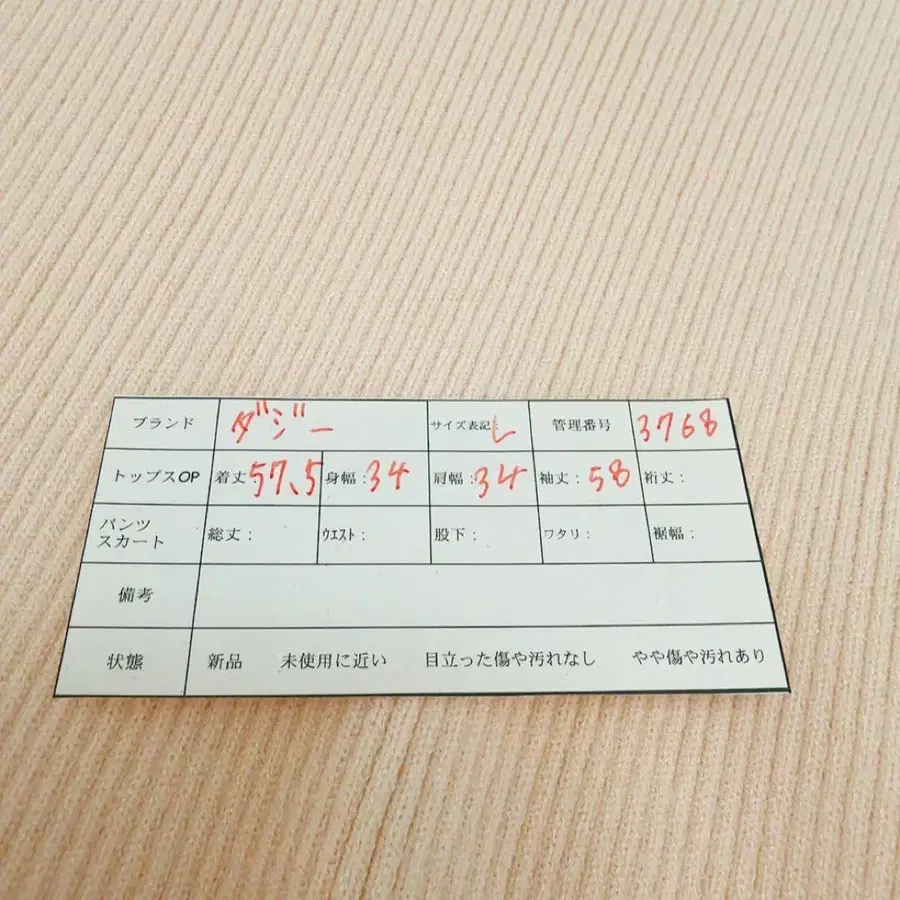 ブランド ダジー サイズ表記: L 管理番号 3768
トップスOP 着丈57.5 身幅:34 肩幅:34 袖丈:58 裄丈:
パンツ
スカート 総丈: ウエスト: 股下: ワタリ: 裾幅:
備考
状態 新品 未使用に近い 目立った傷や汚れなし やや傷や汚れあり